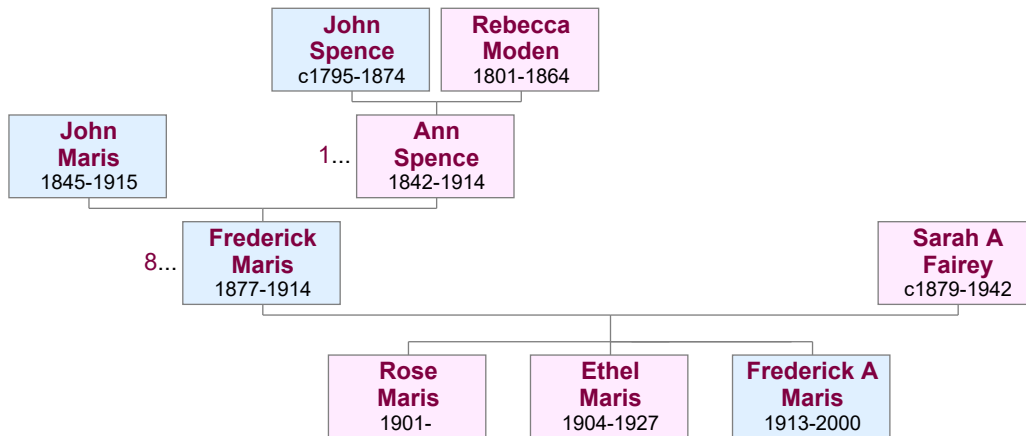 John
Spence
c1795-1874
Rebecca
Moden
1801-1864
John
Maris
1845-1915
1...
Ann
Spence
1842-1914
8...
Frederick
Maris
1877-1914
Sarah A
Fairey
c1879-1942
Rose
Maris
1901-
Ethel
Maris
1904-1927
Frederick A
Maris
1913-2000